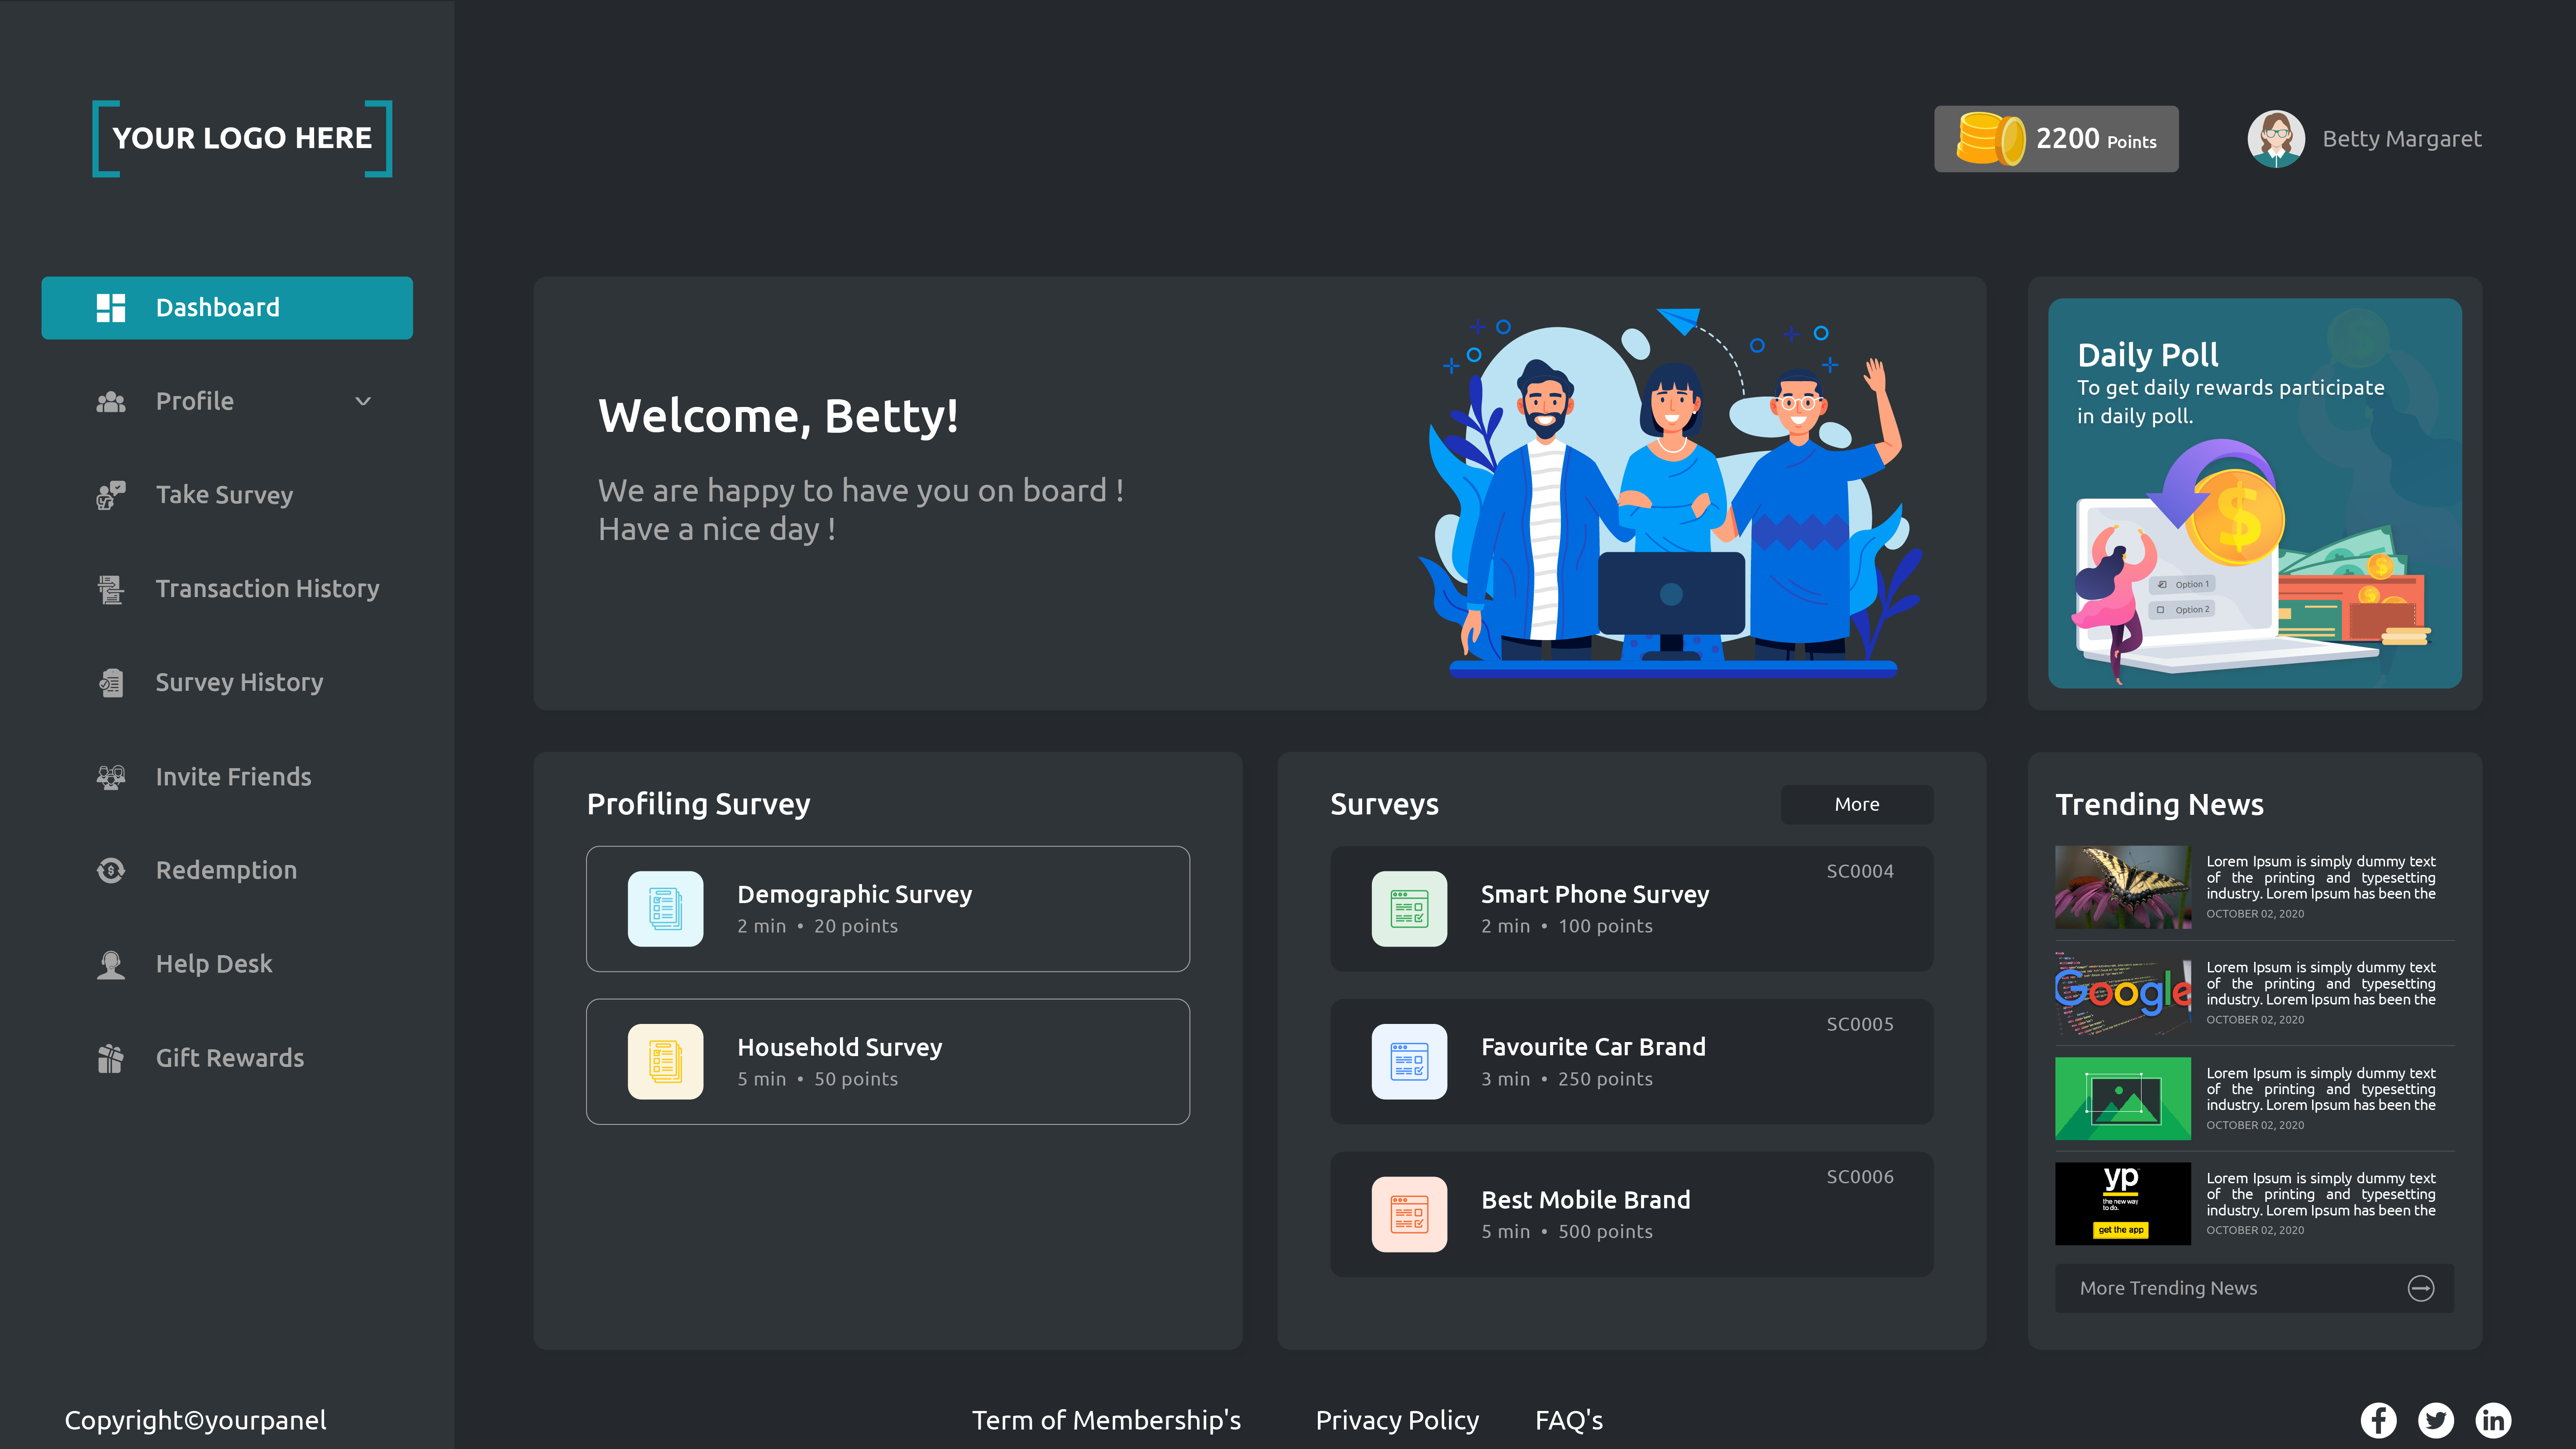 YOUR LOGO HERE
2200 Points
Betty Margaret
Dashboard
Profile
Take Survey
Transaction History
Survey History
Invite Friends
Redemption
Help Desk
Gift Rewards
Copyright©yourpanel
Welcome, Betty!
We are happy to have you on board !
Have a nice day !
Daily Poll
To get daily rewards participate
in daily poll.
Option 1
Option 2
Profiling Survey
Demographic Survey
2 min • 20 points
Household Survey
5 min • 50 points
Surveys
More
SC0004
Smart Phone Survey
2 min • 100 points
SC0005
Favourite Car Brand
3 min • 250 points
SC0006
Best Mobile Brand
5 min • 500 points
Trending News
Lorem Ipsum is simply dummy text
of the printing and typesetting
industry. Lorem Ipsum has been the
OCTOBER 02, 2020
Google
Lorem Ipsum is simply dummy text
of the printing and typesetting
industry. Lorem Ipsum has been the
OCTOBER 02, 2020
Lorem Ipsum is simply dummy text
of the printing and typesetting
industry. Lorem Ipsum has been the
OCTOBER 02, 2020
yp
the new way
to do.
get the app
Lorem Ipsum is simply dummy text
of the printing and typesetting
industry. Lorem Ipsum has been the
OCTOBER 02, 2020
More Trending News
Term of Membership's
Privacy Policy
FAQ's